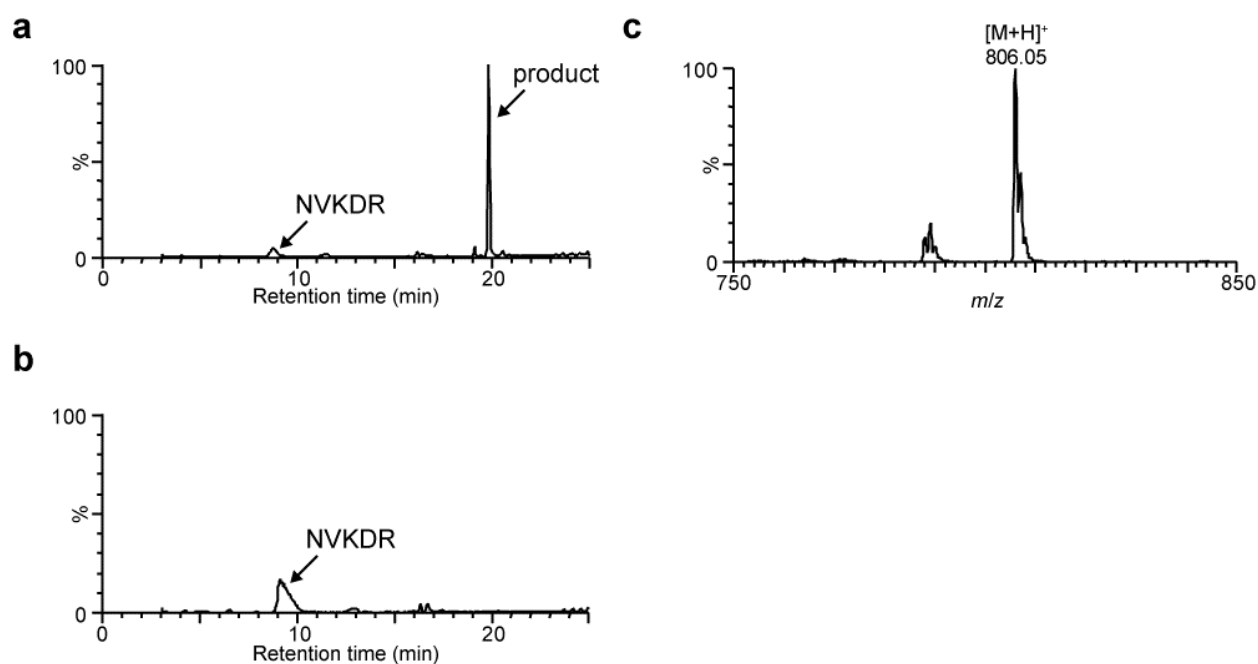 a
100
%
0
NVKDR
product
0
10
20
Retention time (min)
b
100
%
0
NVKDR
0
10
20
Retention time (min)
c
[M+H]+
806.05
100
%
0
750
850
m/z